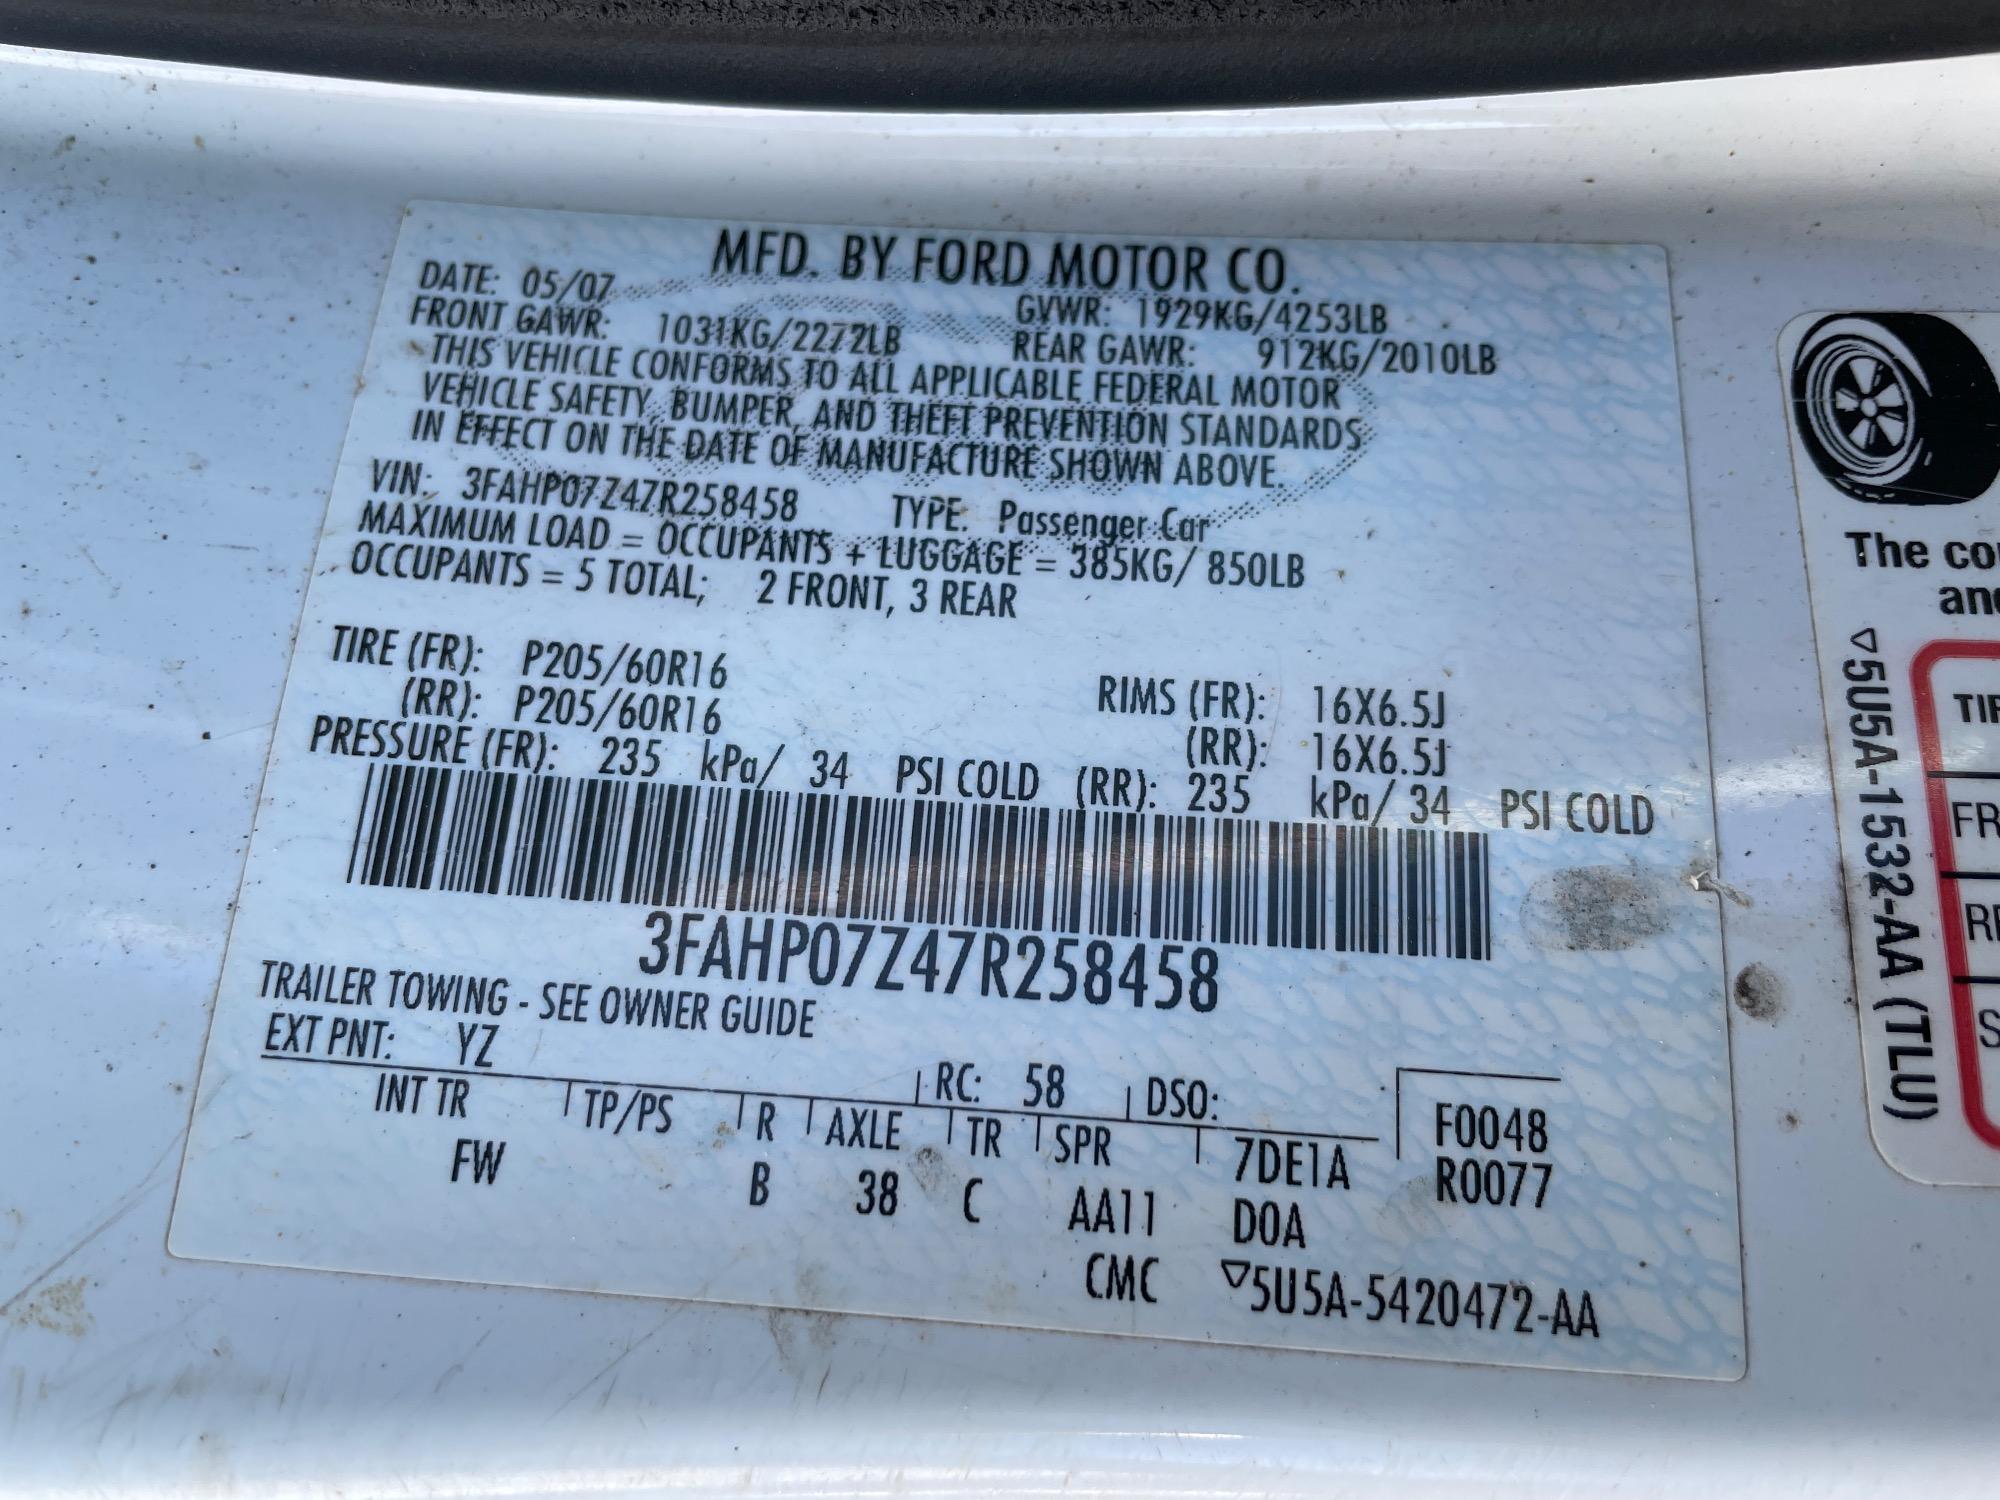 MFD. BY FORD MOTOR CO.
DATE: 05/07 GVWR: 1929KG/4253LB
FRONT GAWR: 1031KG/2272LB REAR GAWR: 912KG/2010LB
THIS VEHICLE CONFORMS TO ALL APPLICABLE FEDERAL MOTOR
VEHICLE SAFETY, BUMPER, AND THEFT PREVENTION STANDARDS
IN EFFECT ON THE DATE OF MANUFACTURE SHOWN ABOVE.
VIN: 3FAHP07Z47R258458 TYPE: Passenger Car
MAXIMUM LOAD = OCCUPANTS + LUGGAGE = 385KG/ 850LB
OCCUPANTS = 5 TOTAL; 2 FRONT, 3 REAR
TIRE (FR): P205/60R16 RIMS (FR): 16X6.5J
(RR): P205/60R16 (RR): 16X6.5J
PRESSURE (FR): 235 kPa/ 34 PSI COLD (RR): 235 kPa/ 34 PSI COLD
3FAHP07Z47R258458
TRAILER TOWING - SEE OWNER GUIDE
EXT PNT: YZ RC: 58 DSO: F0048
INT TR TP/PS R AXLE TR SPR 7DE1A R0077
FW B 38 C AA11 D0A
CMC ▽5U5A-5420472-AA
The co
and
▽5U5A-1532-AA (TLU)
TIR
FR
RE
S